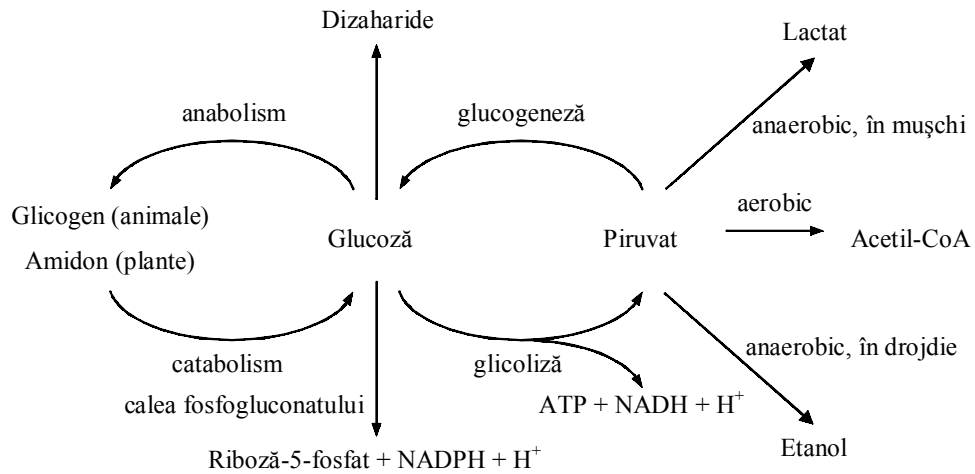 Dizaharide
Lactat
anabolism
glucogeneză
anaerobic, în muşchi
Glicogen (animale)
Amidon (plante)
Glucoză
Piruvat
aerobic
Acetil-CoA
catabolism
glicoliză
anaerobic, în drojdie
calea fosfogluconatului
ATP + NADH + H⁺
Etanol
Riboză-5-fosfat + NADPH + H⁺